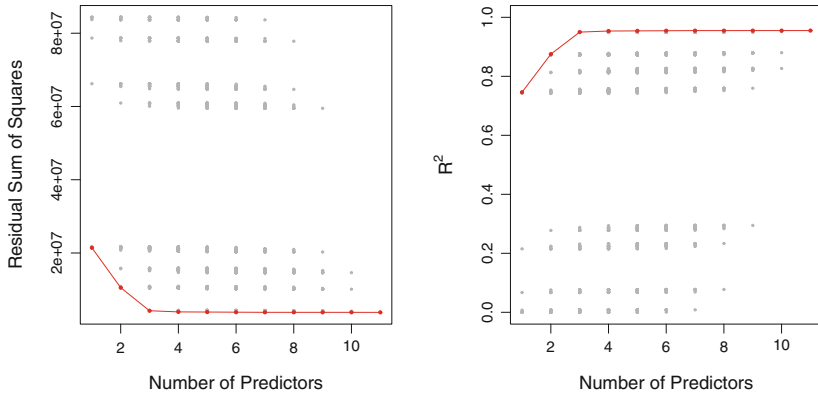 Residual Sum of Squares
8e+07
6e+07
4e+07
2e+07
2 4 6 8 10
Number of Predictors
R²
1.0
0.8
0.6
0.4
0.2
0.0
2 4 6 8 10
Number of Predictors